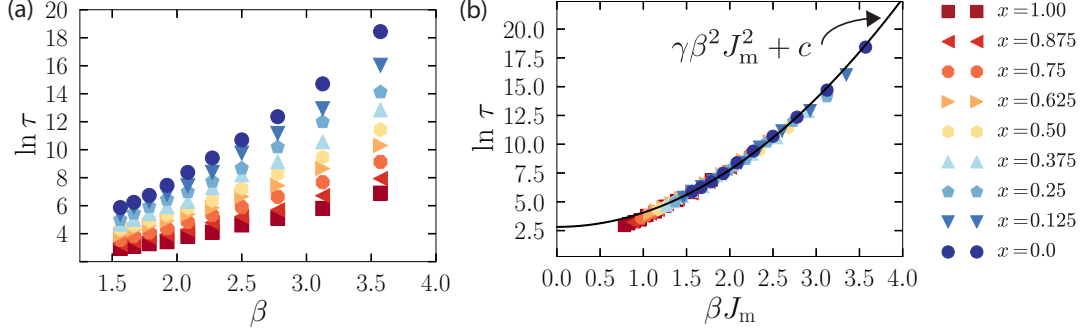 (a)
20
18
16
14
12
10
8
6
4
ln τ
1.5 2.0 2.5 3.0 3.5 4.0
β
(b)
22.5
20.0
17.5
15.0
12.5
10.0
7.5
5.0
2.5
ln τ
γβ²J²ₘ + c
0.0 0.5 1.0 1.5 2.0 2.5 3.0 3.5 4.0
βJₘ
x = 1.00
x = 0.875
x = 0.75
x = 0.625
x = 0.50
x = 0.375
x = 0.25
x = 0.125
x = 0.0